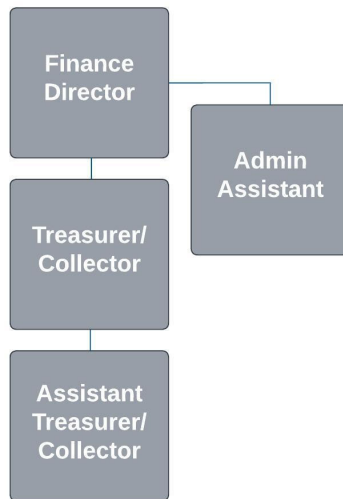 Finance
Director
Admin
Assistant
Treasurer/
Collector
Assistant
Treasurer/
Collector